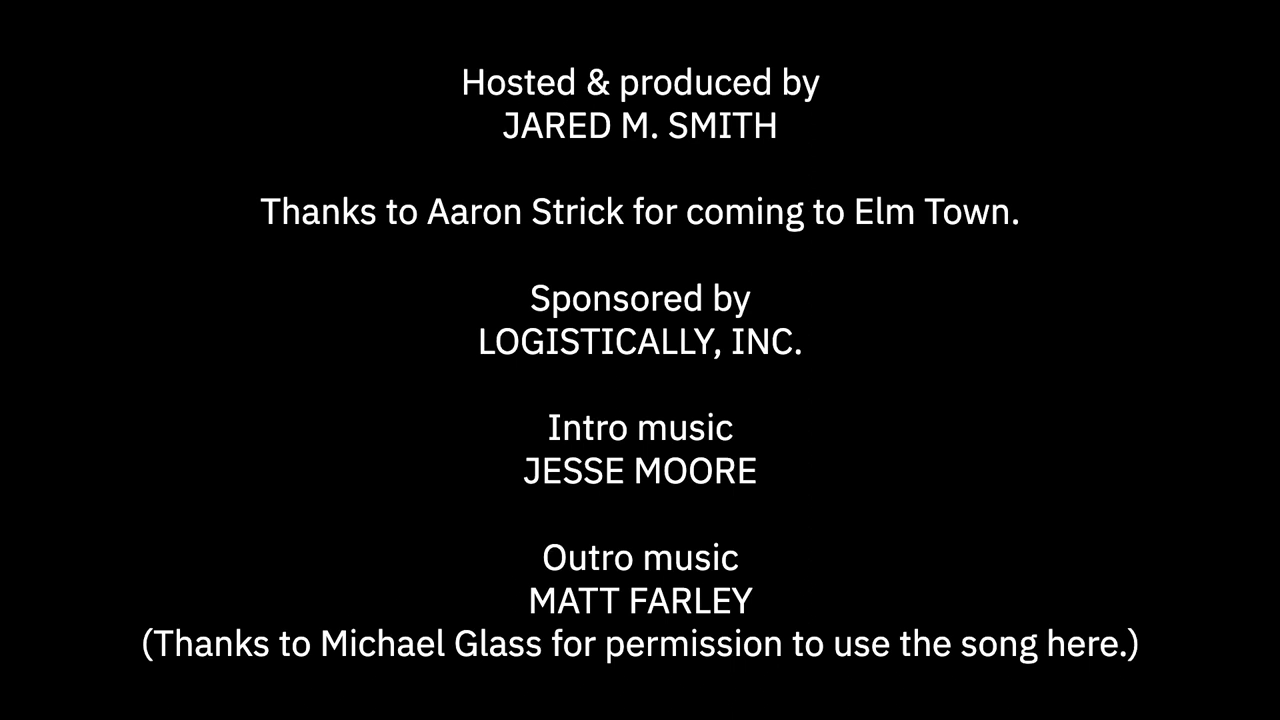 Hosted & produced by
JARED M. SMITH
Thanks to Aaron Strick for coming to Elm Town.
Sponsored by
LOGISTICALLY, INC.
Intro music
JESSE MOORE
Outro music
MATT FARLEY
(Thanks to Michael Glass for permission to use the song here.)